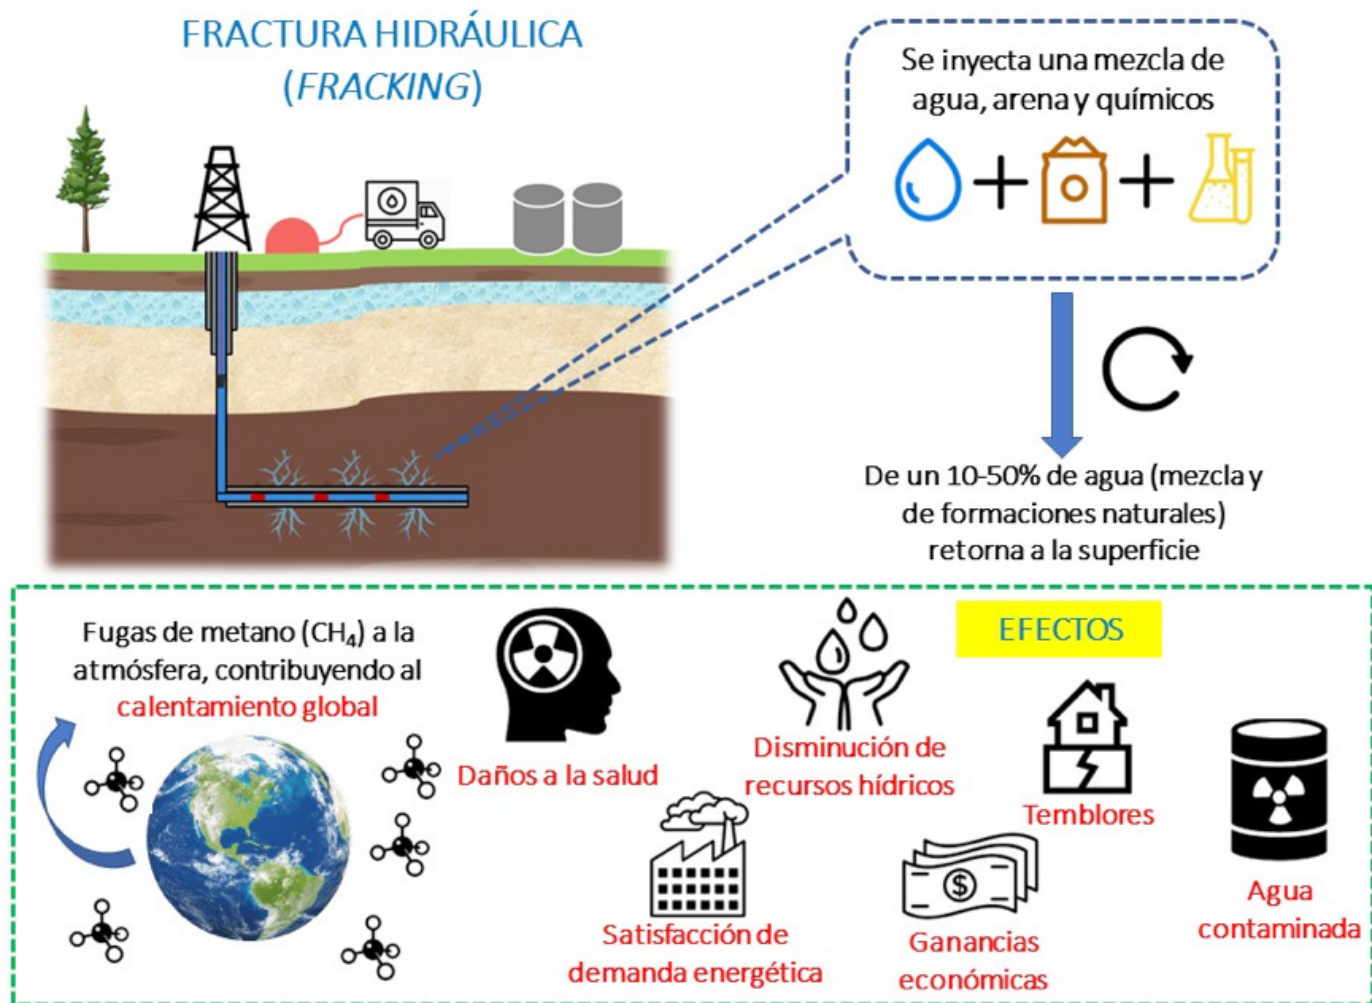 FRACTURA HIDRÁULICA
(FRACKING)
Se inyecta una mezcla de
agua, arena y químicos
De un 10-50% de agua (mezcla y
de formaciones naturales)
retorna a la superficie
EFECTOS
Fugas de metano (CH₄) a la
atmósfera, contribuyendo al
calentamiento global
Daños a la salud
Disminución de
recursos hídricos
Temblores
Agua
contaminada
Satisfacción de
demanda energética
$
Ganancias
económicas